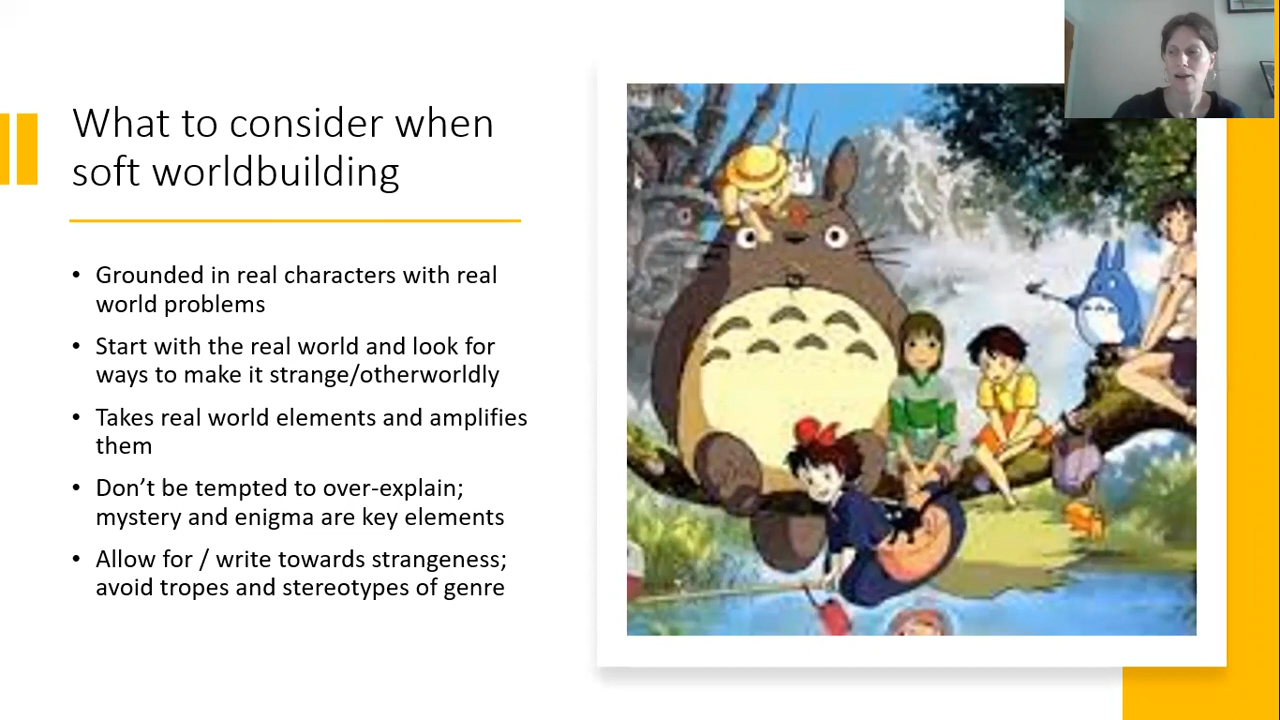 What to consider when
soft worldbuilding
• Grounded in real characters with real
world problems
• Start with the real world and look for
ways to make it strange/otherworldly
• Takes real world elements and amplifies
them
• Don’t be tempted to over-explain;
mystery and enigma are key elements
• Allow for / write towards strangeness;
avoid tropes and stereotypes of genre